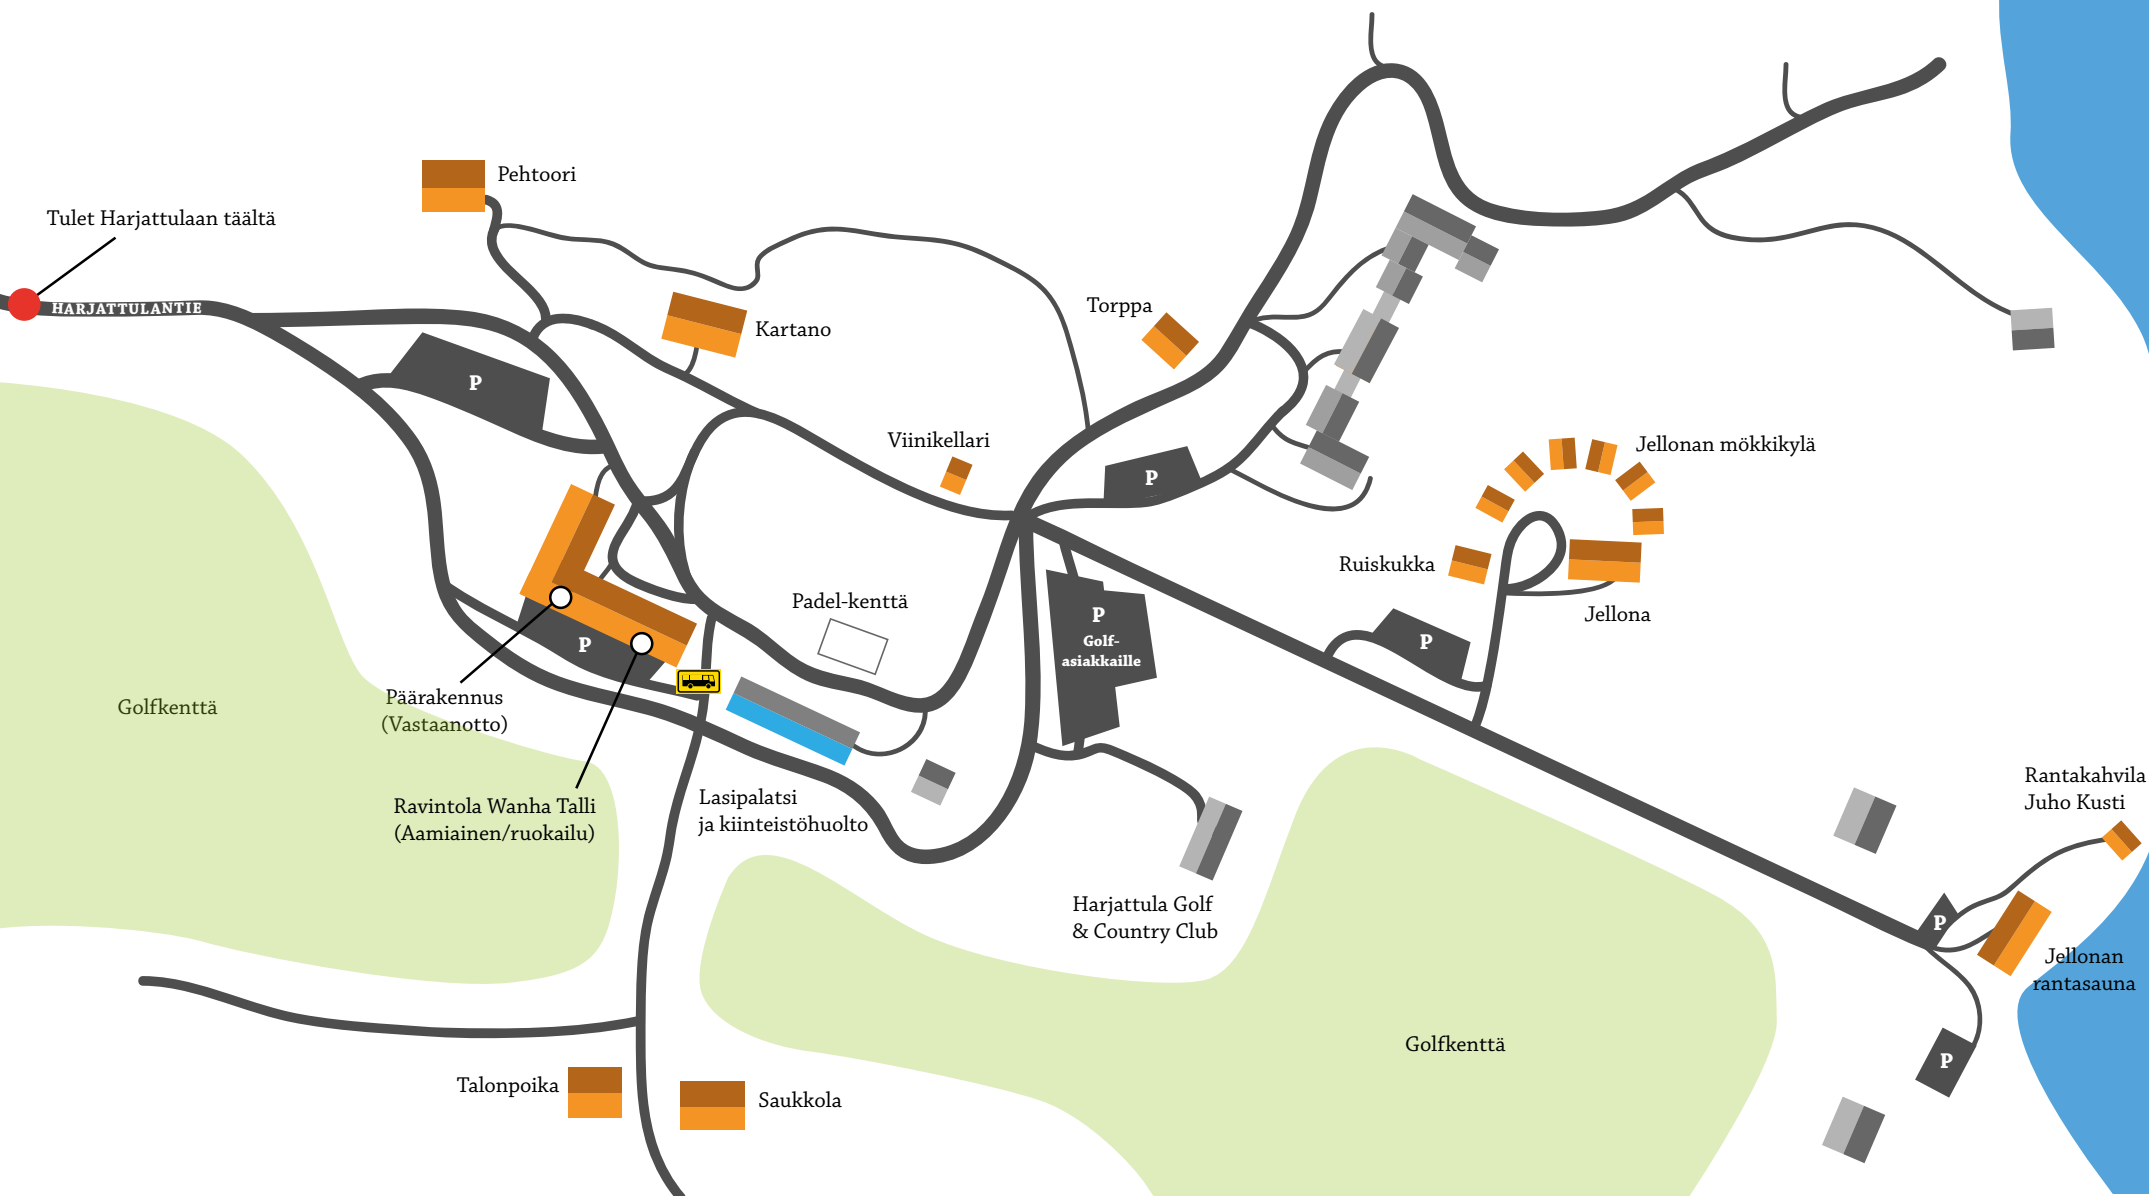 Pehtoori
Tulet Harjattulaan täältä
HARJATTULANTIE
Torppa
Kartano
P
Viinikellari
Jellonan mökkikylä
P
Ruiskukka
Padel-kenttä
Jellona
P
Golf-
asiakkaille
P
P
Päärakennus
(Vastaanotto)
Golfkenttä
Ravintola Wanha Talli
(Aamiainen/ruokailu)
Lasipalatsi
ja kiinteistöhuolto
Rantakahvila
Juho Kusti
Harjattula Golf
& Country Club
P
Jellonan
rantasauna
Golfkenttä
P
Talonpoika
Saukkola